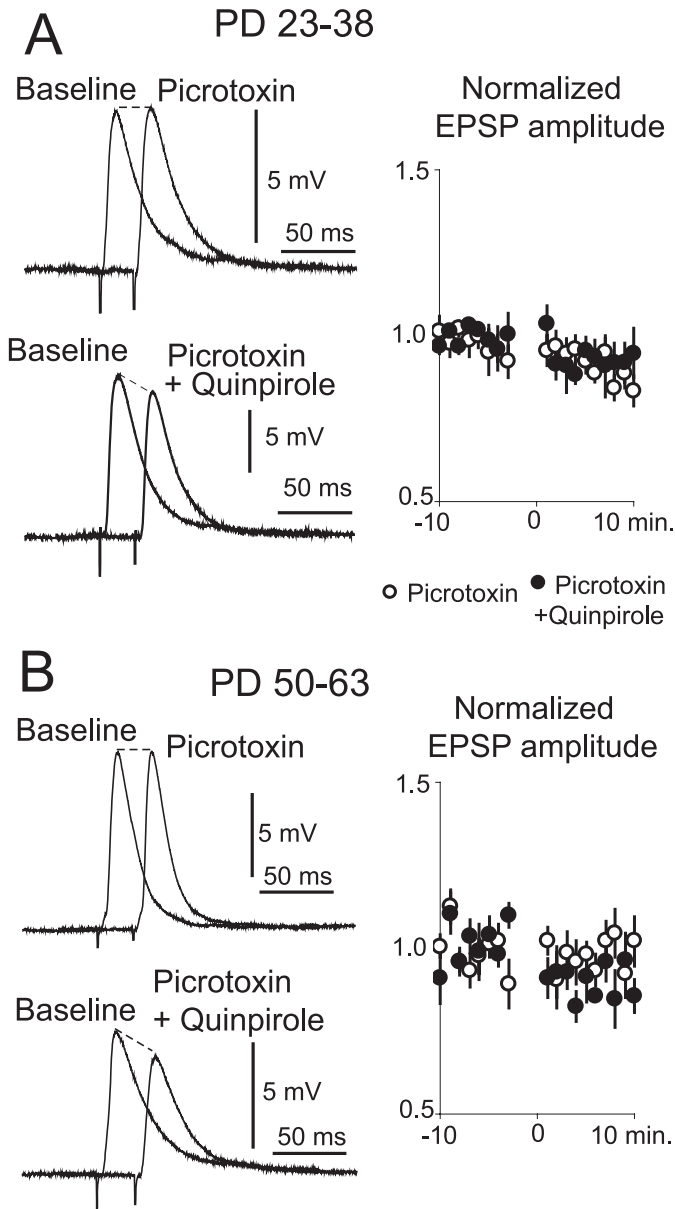 A
PD 23-38
Baseline
Picrotoxin
5 mV
50 ms
Baseline
Picrotoxin
+ Quinpirole
5 mV
50 ms
Normalized
EPSP amplitude
1.5
1.0
0.5
-10
0
10 min.
Picrotoxin
Picrotoxin
+Quinpirole
B
PD 50-63
Baseline
Picrotoxin
5 mV
50 ms
Baseline
Picrotoxin
+ Quinpirole
5 mV
50 ms
Normalized
EPSP amplitude
1.5
1.0
0.5
-10
0
10 min.